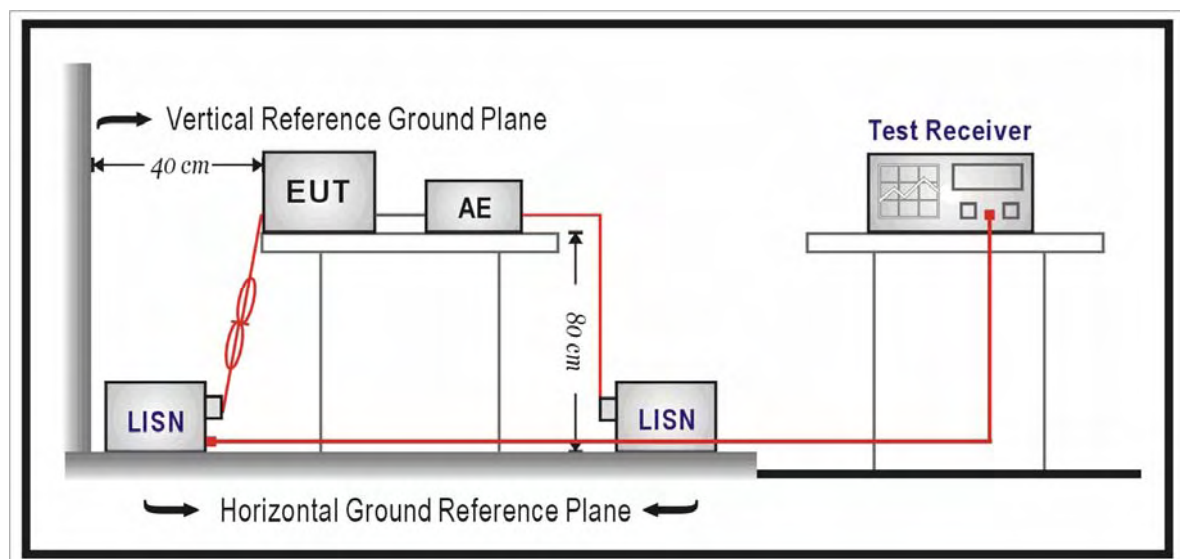 Vertical Reference Ground Plane
Test Receiver
40 cm
EUT
AE
80 cm
LISN
LISN
Horizontal Ground Reference Plane